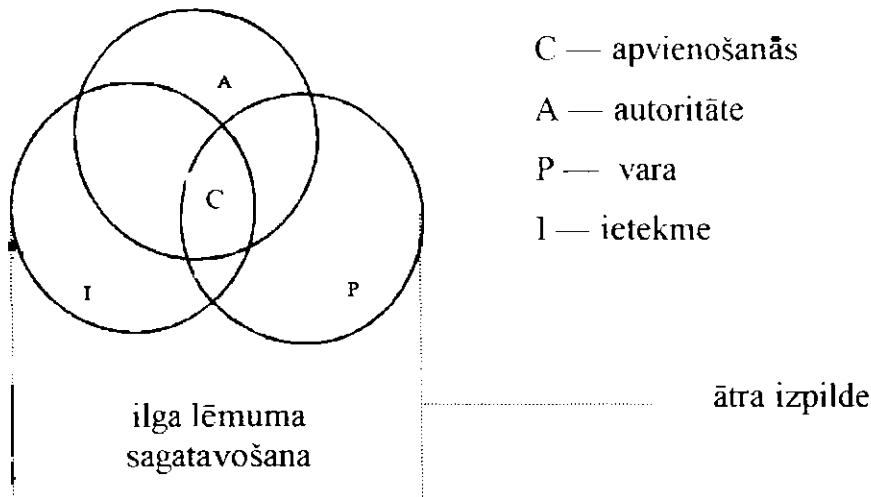 A
C
I
P
C — apvienošanās
A — autoritāte
P — vara
I — ietekme
ilga lēmuma
sagatavošana
ātra izpilde